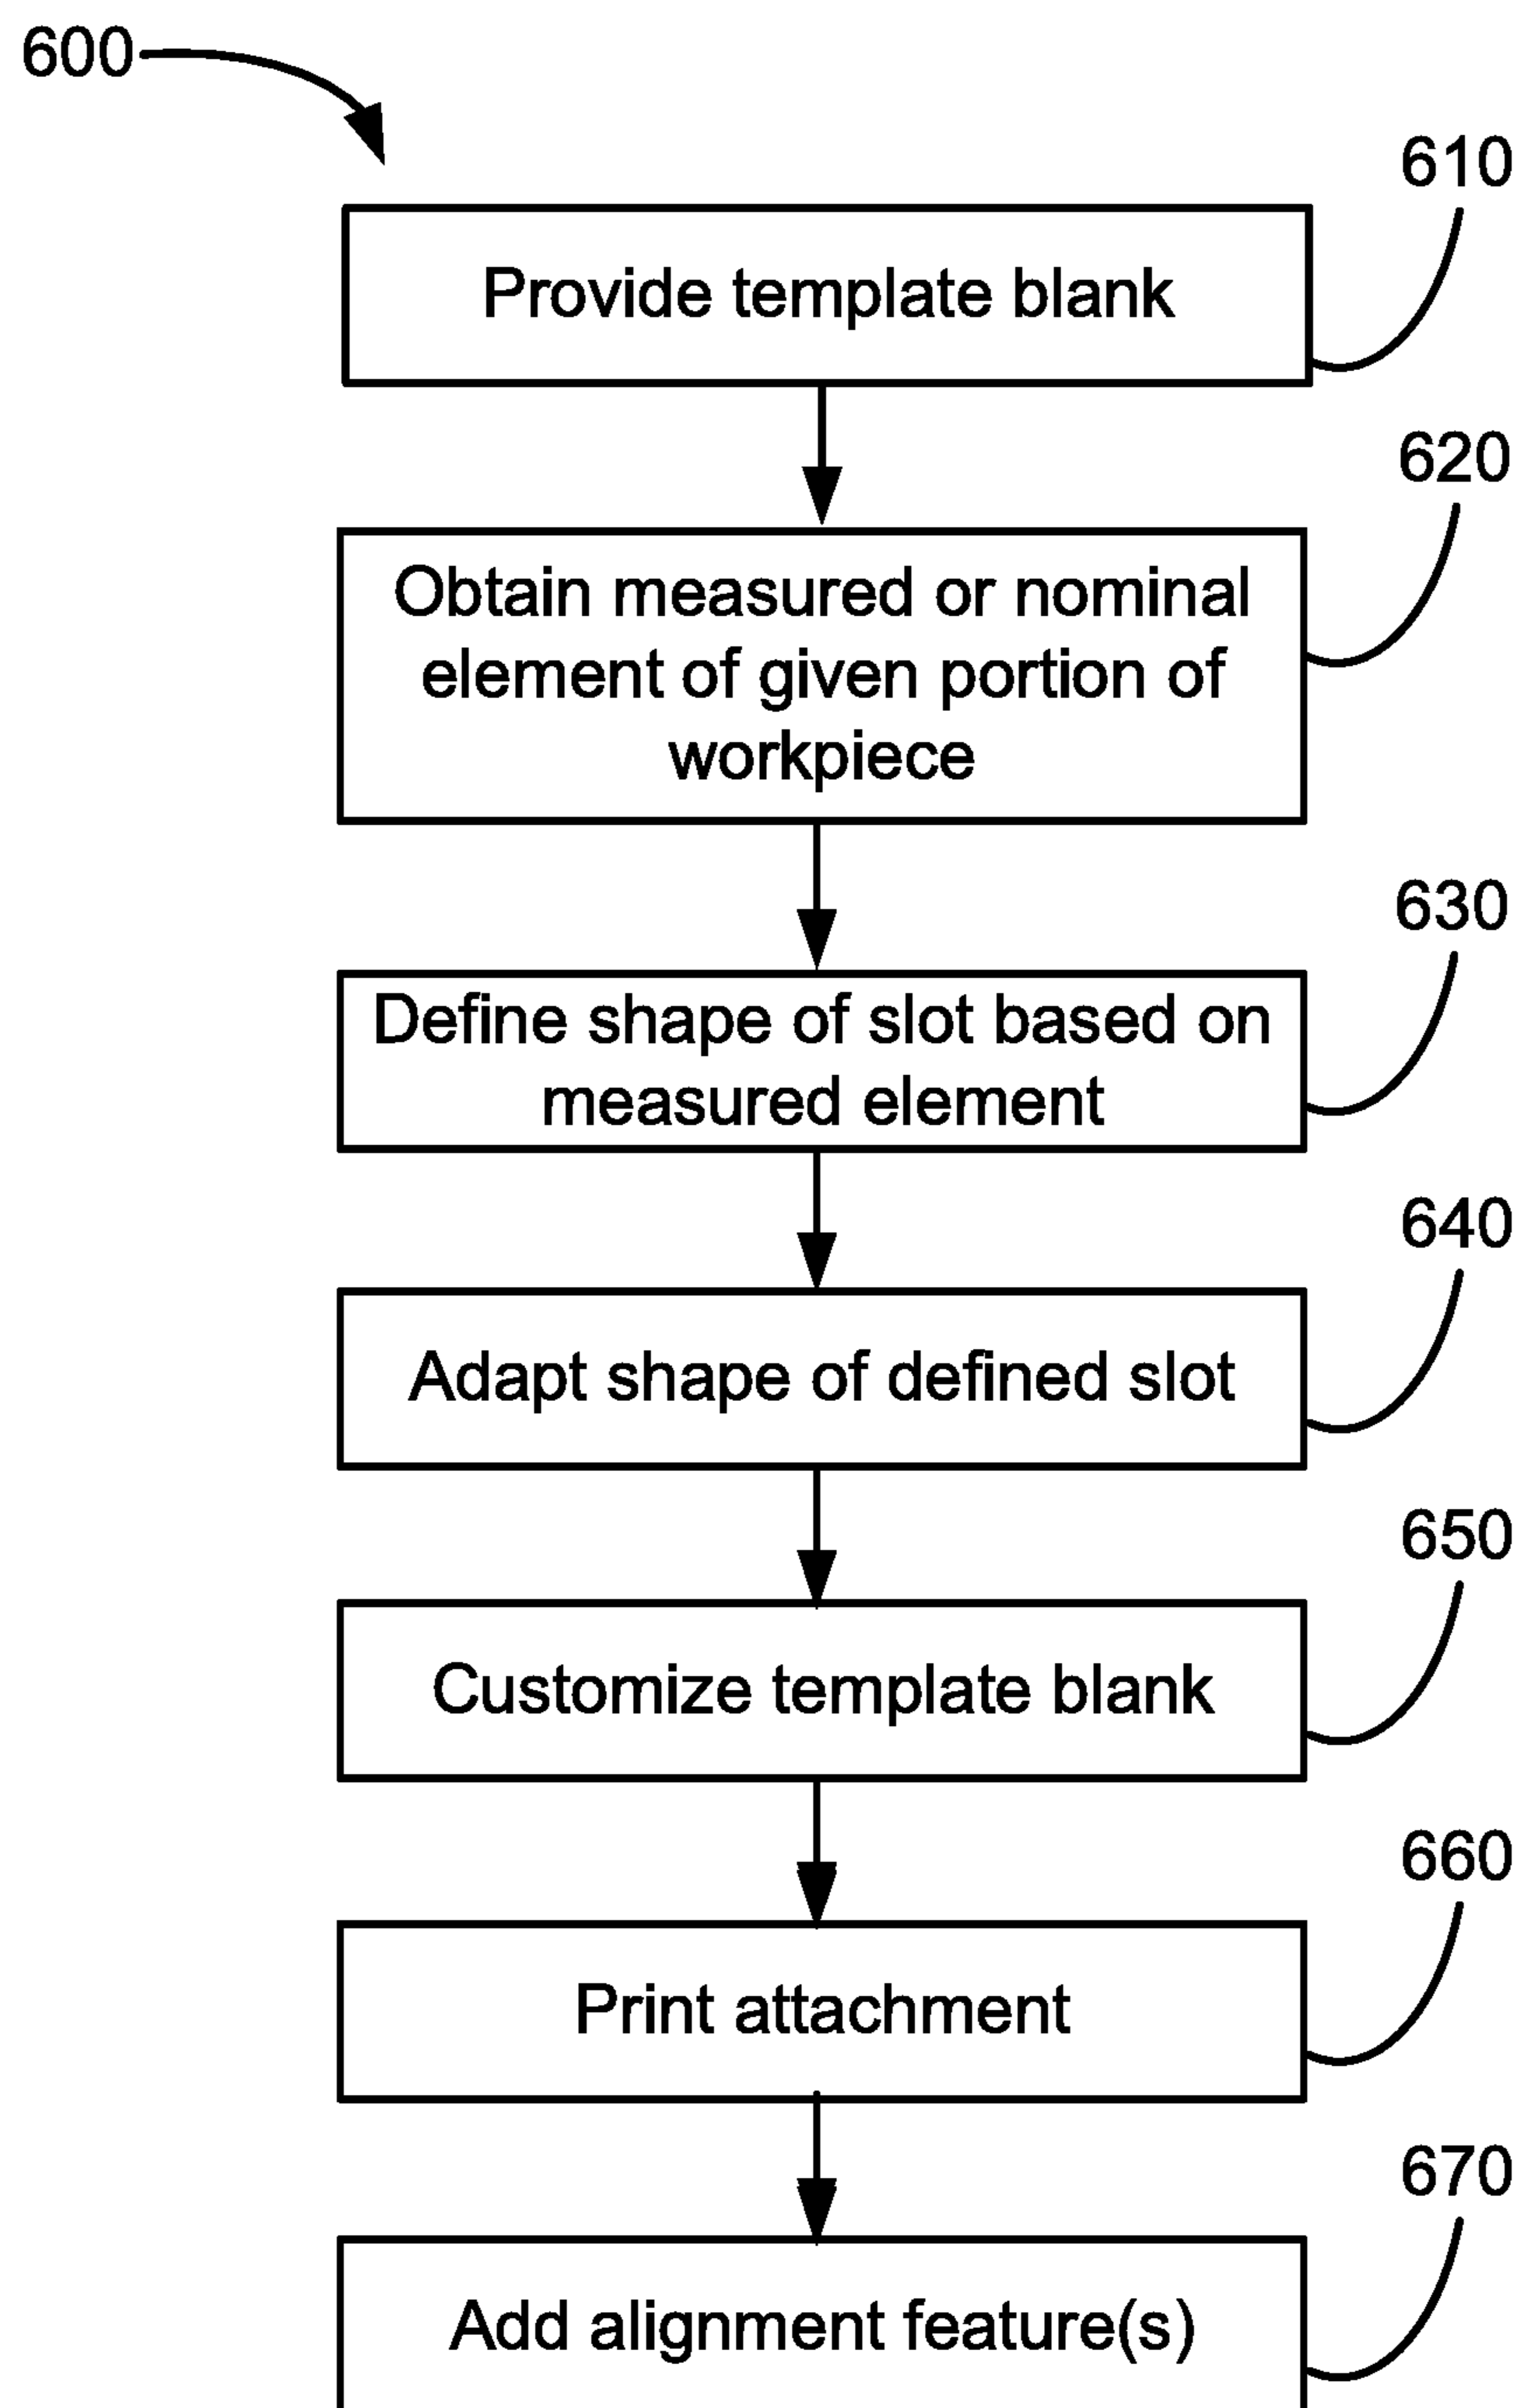 600
610
Provide template blank
620
Obtain measured or nominal
element of given portion of
workpiece
630
Define shape of slot based on
measured element
640
Adapt shape of defined slot
650
Customize template blank
660
Print attachment
670
Add alignment feature(s)